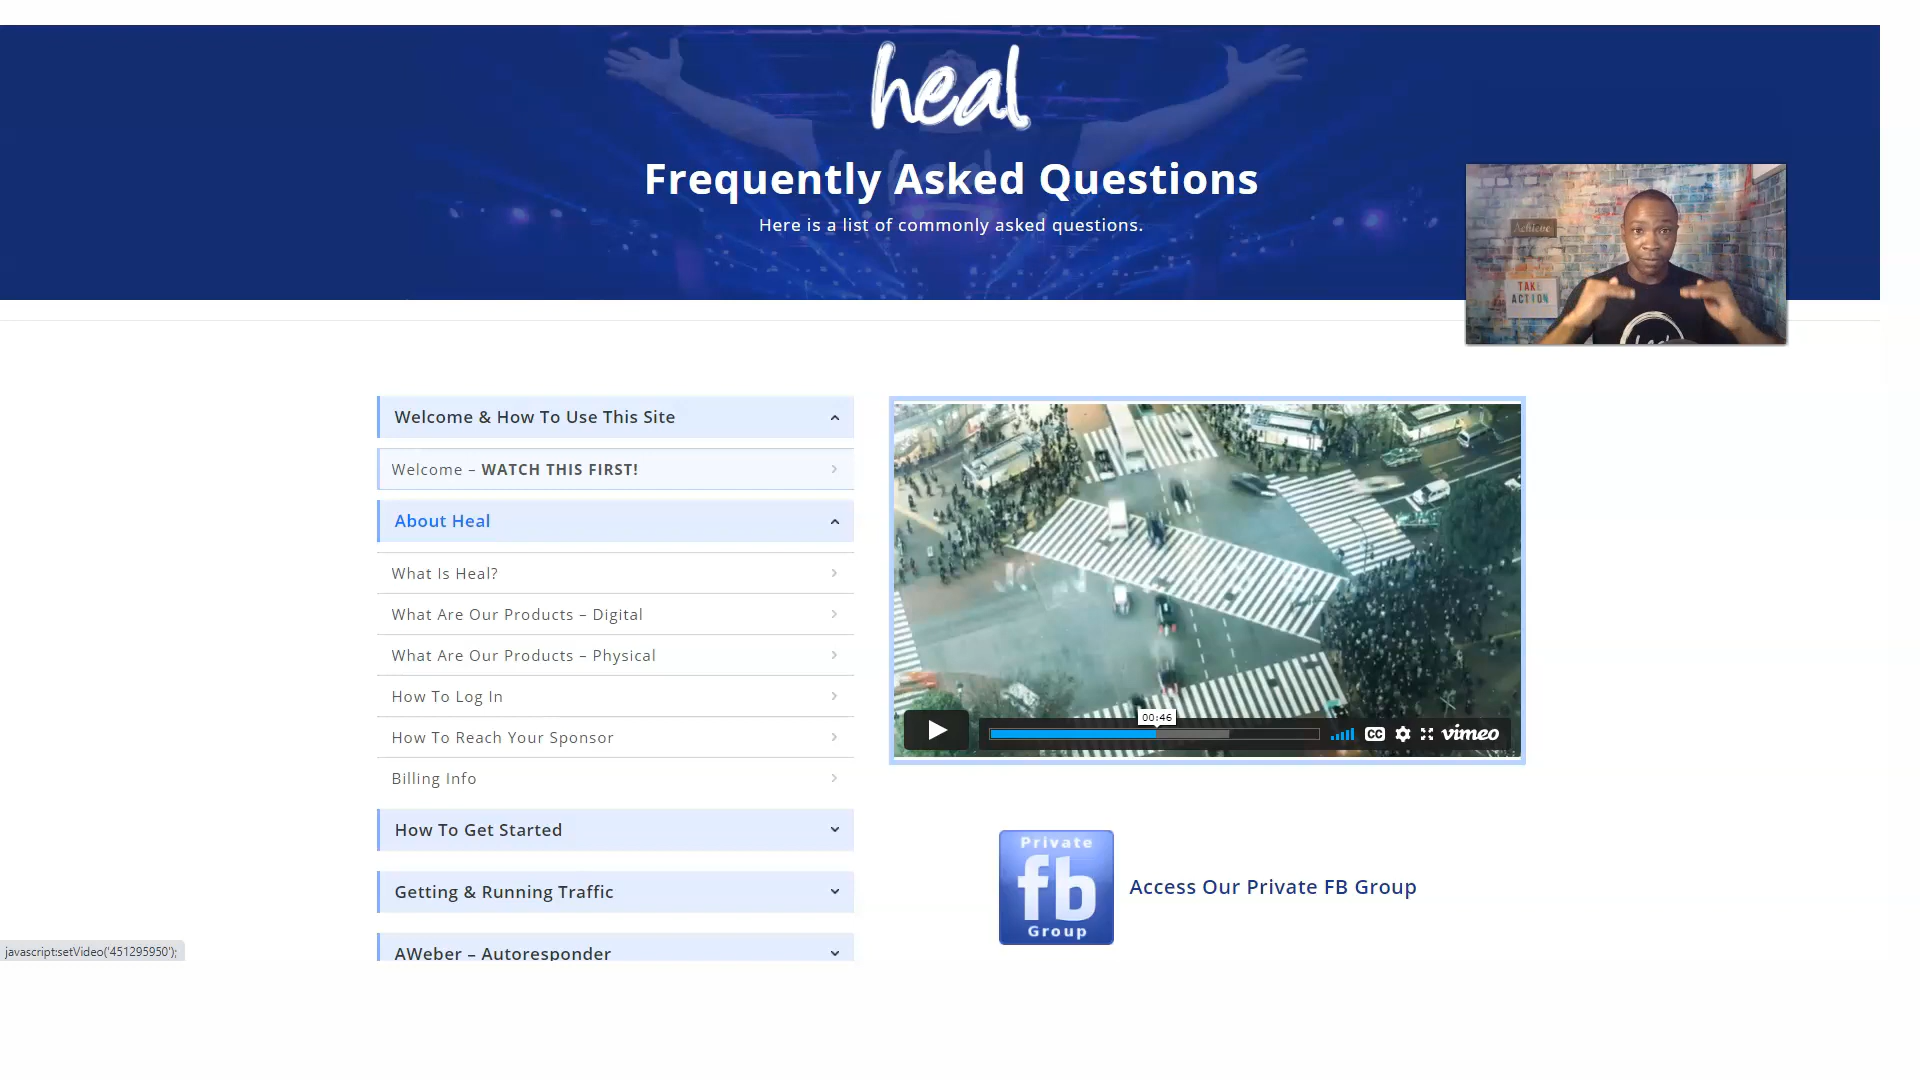 heal
Frequently Asked Questions
Here is a list of commonly asked questions.
Achieve
TAKE
ACTION
Welcome & How To Use This Site
Welcome – WATCH THIS FIRST!
About Heal
What Is Heal?
What Are Our Products – Digital
What Are Our Products – Physical
How To Log In
How To Reach Your Sponsor
Billing Info
How To Get Started
Getting & Running Traffic
AWeber – Autoresponder
00:46
CC
vimeo
Private
fb
Group
Access Our Private FB Group
javascript:setVideo('451295950');